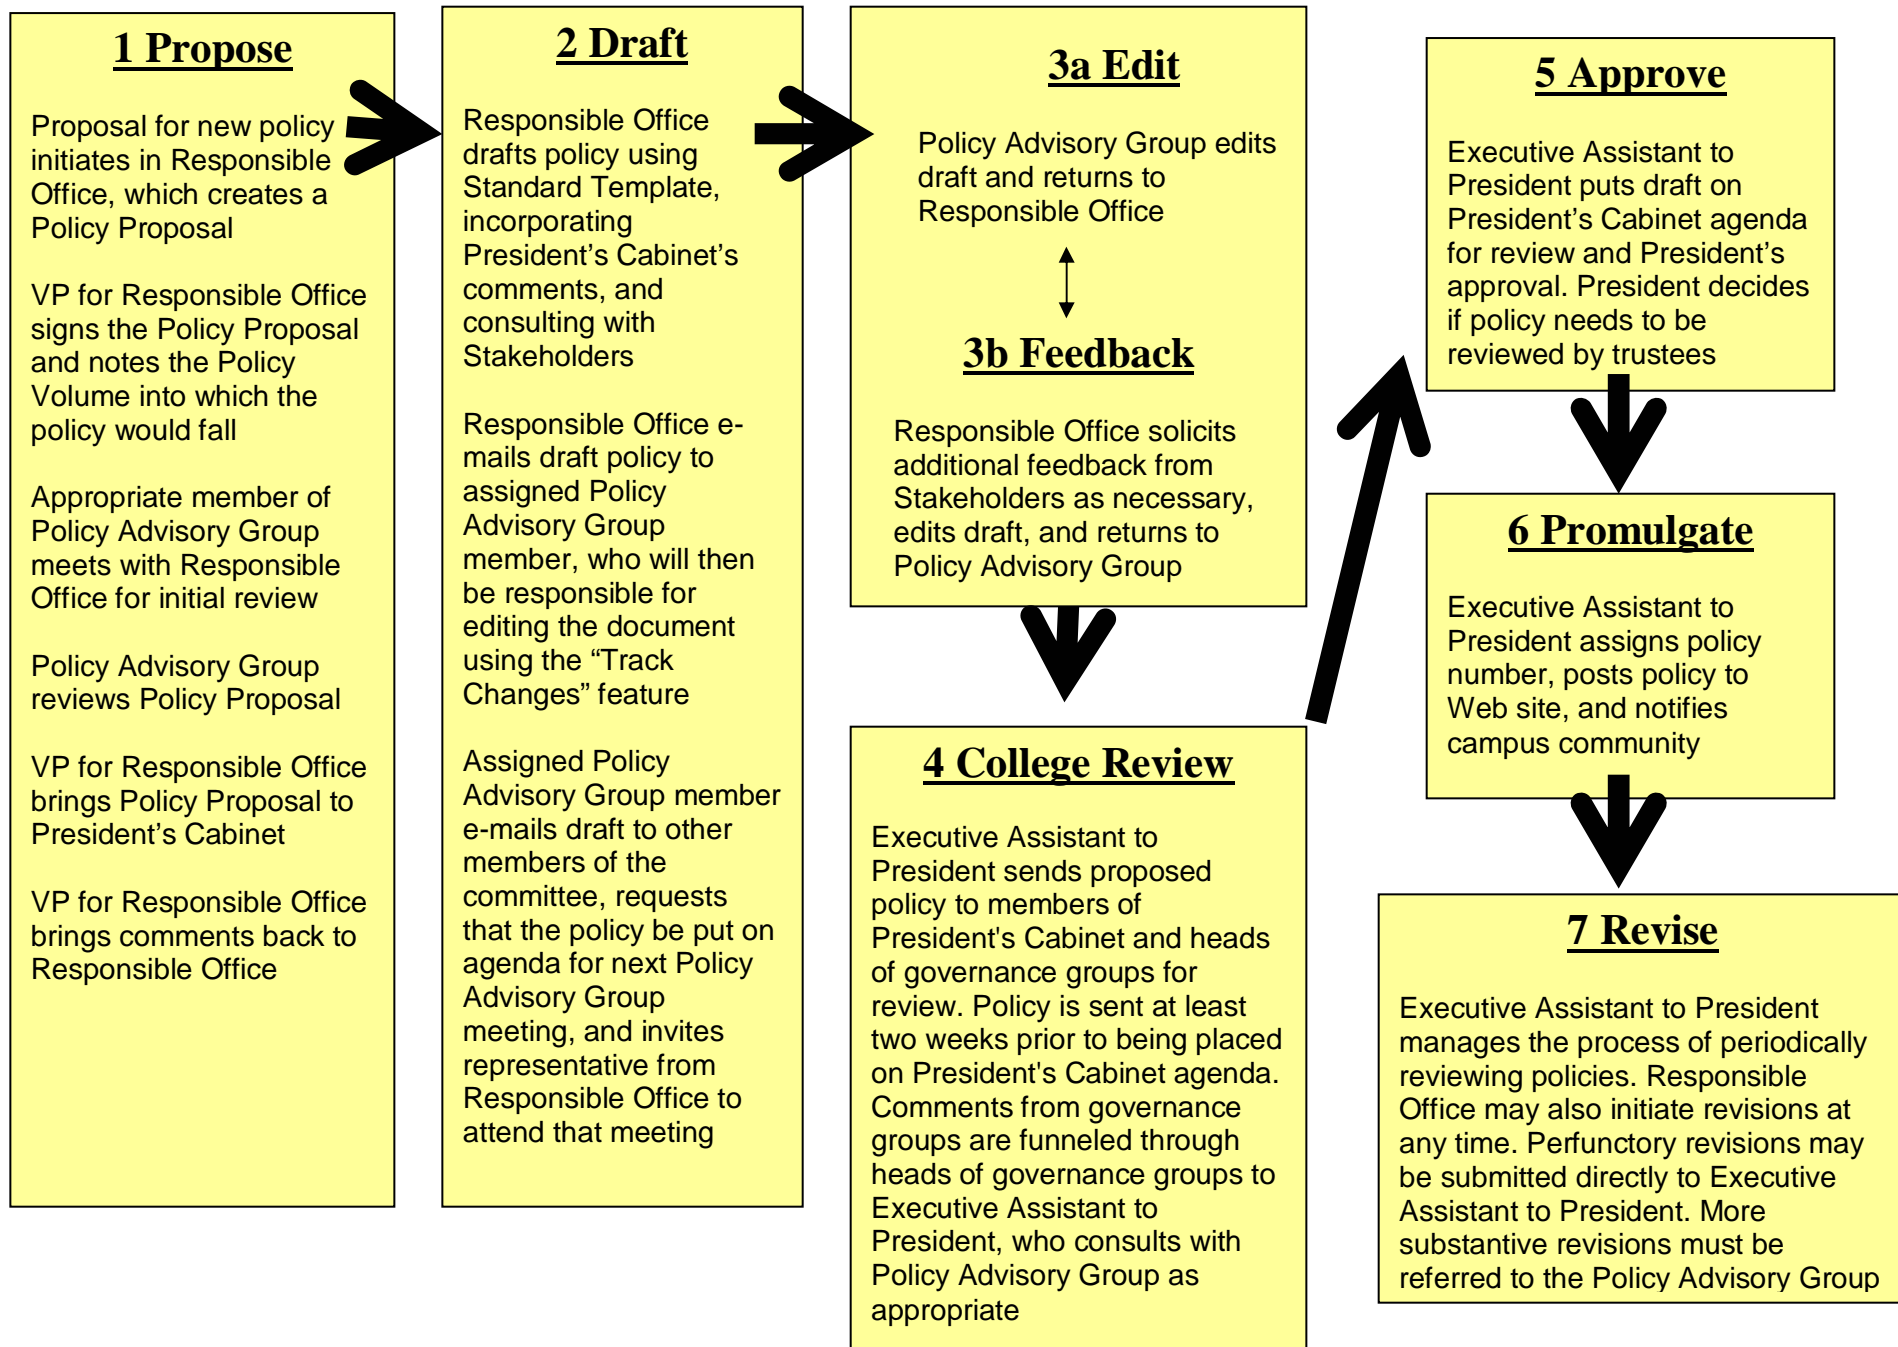 1 Propose
Proposal for new policy
initiates in Responsible
Office, which creates a
Policy Proposal
VP for Responsible Office
signs the Policy Proposal
and notes the Policy
Volume into which the
policy would fall
Appropriate member of
Policy Advisory Group
meets with Responsible
Office for initial review
Policy Advisory Group
reviews Policy Proposal
VP for Responsible Office
brings Policy Proposal to
President’s Cabinet
VP for Responsible Office
brings comments back to
Responsible Office
2 Draft
Responsible Office
drafts policy using
Standard Template,
incorporating
President’s Cabinet’s
comments, and
consulting with
Stakeholders
Responsible Office e-
mails draft policy to
assigned Policy
Advisory Group
member, who will then
be responsible for
editing the document
using the “Track
Changes” feature
Assigned Policy
Advisory Group member
e-mails draft to other
members of the
committee, requests
that the policy be put on
agenda for next Policy
Advisory Group
meeting, and invites
representative from
Responsible Office to
attend that meeting
3a Edit
Policy Advisory Group edits
draft and returns to
Responsible Office
3b Feedback
Responsible Office solicits
additional feedback from
Stakeholders as necessary,
edits draft, and returns to
Policy Advisory Group
4 College Review
Executive Assistant to
President sends proposed
policy to members of
President's Cabinet and heads
of governance groups for
review. Policy is sent at least
two weeks prior to being placed
on President's Cabinet agenda.
Comments from governance
groups are funneled through
heads of governance groups to
Executive Assistant to
President, who consults with
Policy Advisory Group as
appropriate
5 Approve
Executive Assistant to
President puts draft on
President’s Cabinet agenda
for review and President’s
approval. President decides
if policy needs to be
reviewed by trustees
6 Promulgate
Executive Assistant to
President assigns policy
number, posts policy to
Web site, and notifies
campus community
7 Revise
Executive Assistant to President
manages the process of periodically
reviewing policies. Responsible
Office may also initiate revisions at
any time. Perfunctory revisions may
be submitted directly to Executive
Assistant to President. More
substantive revisions must be
referred to the Policy Advisory Group